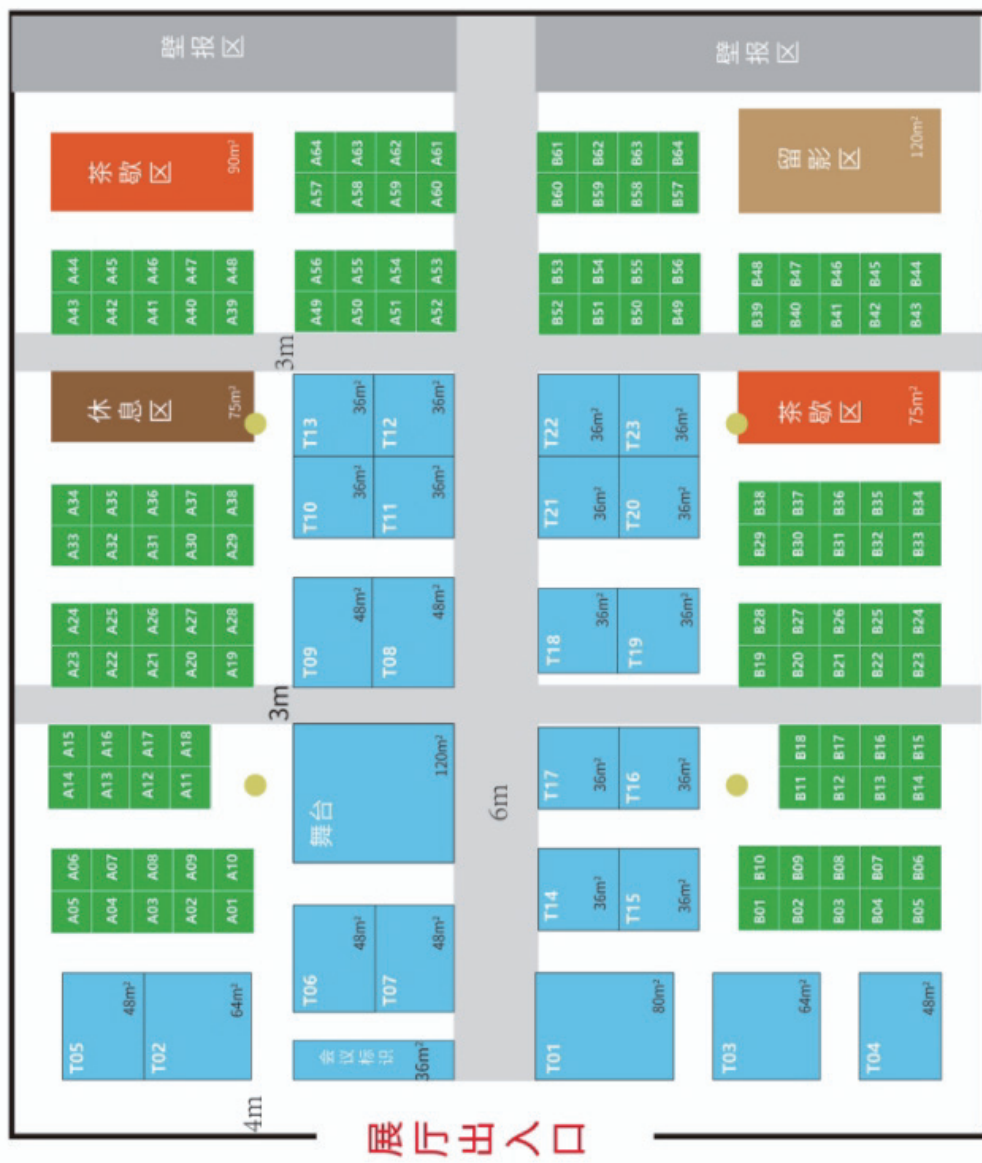 壁报区
壁报区
茶歇区
90m²
A64
A63
A62
A61
A57
A58
A59
A60
B61
B62
B63
B64
B60
B59
B58
B57
留影区
120m²
A44
A45
A46
A47
A48
A43
A42
A41
A40
A39
A56
A55
A54
A53
A49
A50
A51
A52
B53
B54
B55
B56
B52
B51
B50
B49
B48
B47
B46
B45
B44
B39
B40
B41
B42
B43
3m
休息区
75m²
T13
36m²
T12
36m²
T10
36m²
T11
36m²
T22
36m²
T23
36m²
T21
36m²
T20
36m²
茶歇区
75m²
A34
A35
A36
A37
A38
A33
A32
A31
A30
A29
B38
B37
B36
B35
B34
B29
B30
B31
B32
B33
A24
A25
A26
A27
A28
A23
A22
A21
A20
A19
T09
48m²
T08
48m²
T18
36m²
T19
36m²
B28
B27
B26
B25
B24
B19
B20
B21
B22
B23
3m
A15
A16
A17
A18
A14
A13
A12
A11
舞台
120m²
6m
T17
36m²
T16
36m²
B18
B17
B16
B15
B11
B12
B13
B14
A06
A07
A08
A09
A10
A05
A04
A03
A02
A01
T06
48m²
T07
48m²
T14
36m²
T15
36m²
B10
B09
B08
B07
B06
B01
B02
B03
B04
B05
T05
48m²
T02
64m²
会议标识
36m²
T01
80m²
T03
64m²
T04
48m²
4m
展厅出入口